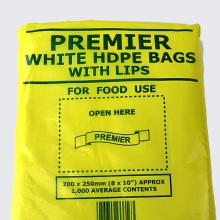 PREMIER
WHITE HDPE BAGS
WITH LIPS
FOR FOOD USE
OPEN HERE
PREMIER
200 x 250mm (8 x 10") APPROX
1,000 AVERAGE CONTENTS